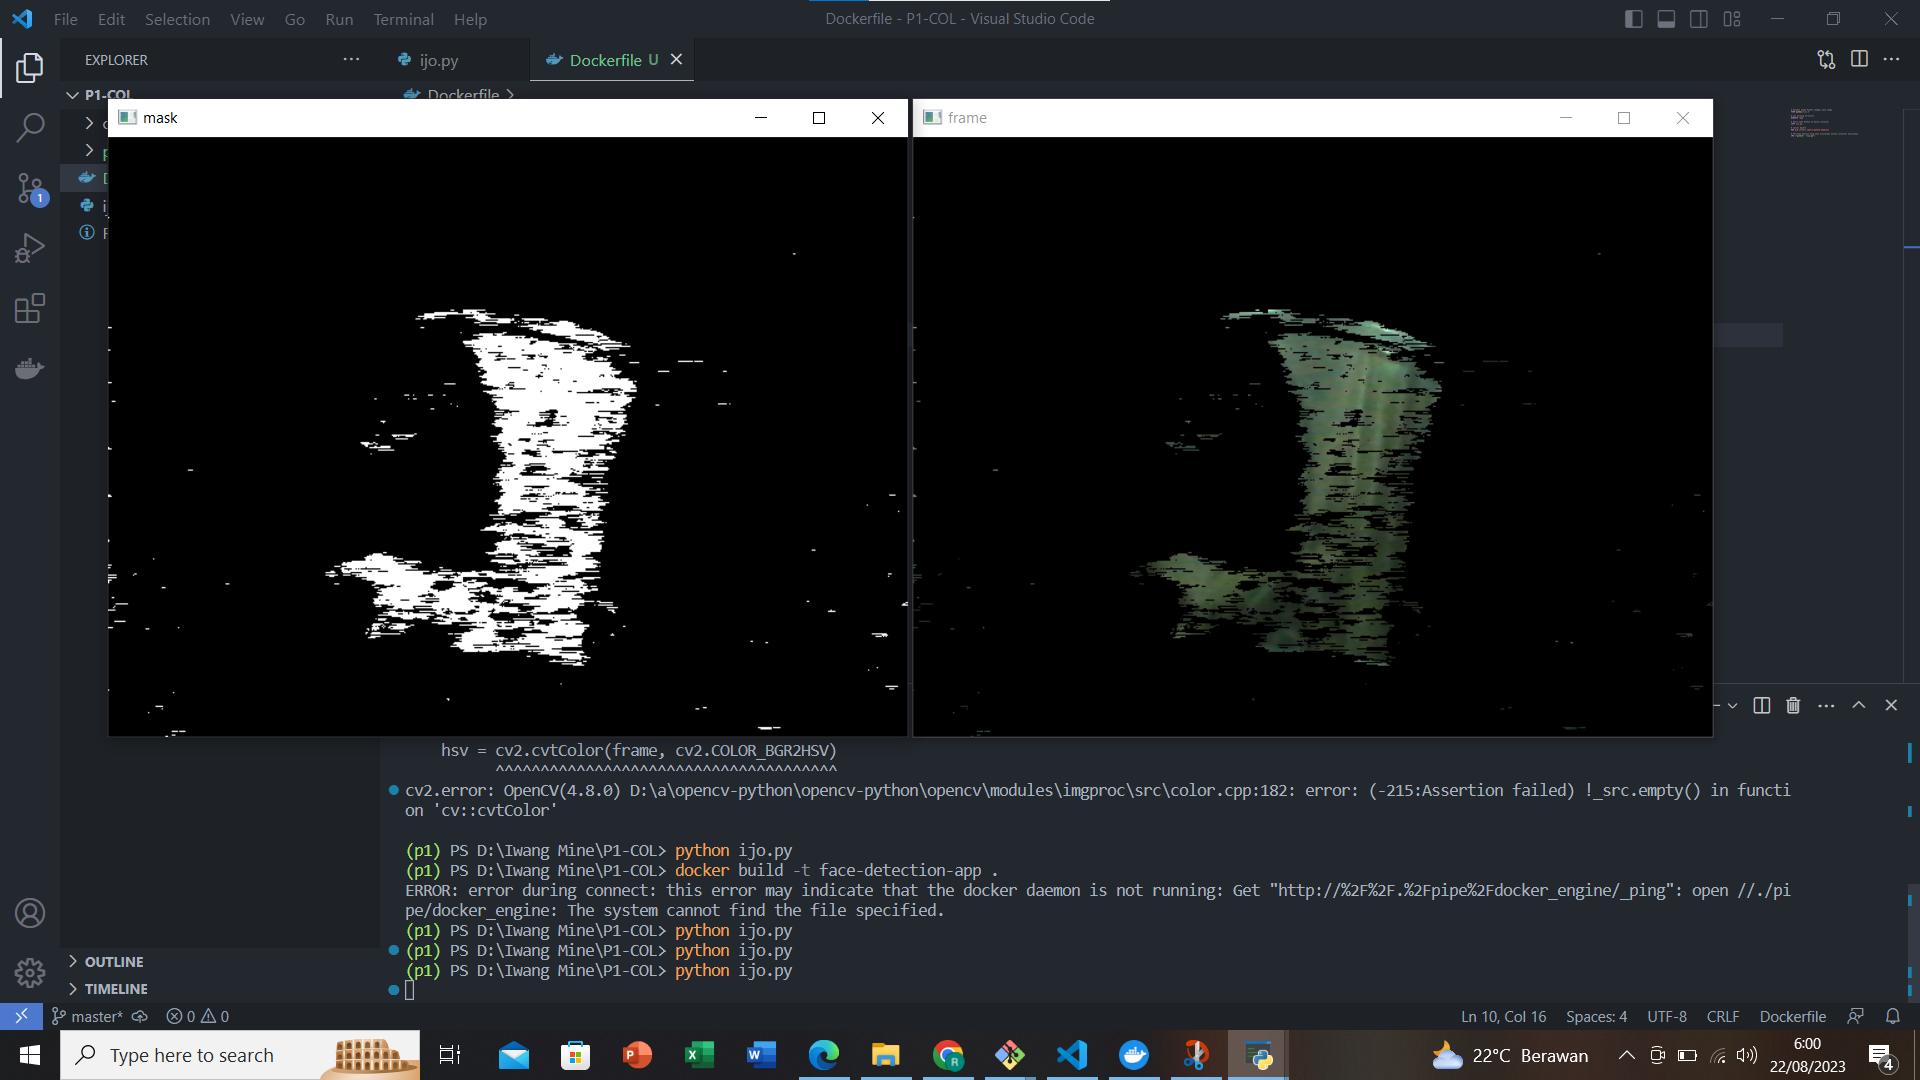 File Edit Selection View Go Run Terminal Help
Dockerfile - P1-COL - Visual Studio Code
EXPLORER
ijo.py
Dockerfile U
P1-COL
Dockerfile
mask
frame
1
hsv = cv2.cvtColor(frame, cv2.COLOR_BGR2HSV)
^^^^^^^^^^^^^^^^^^^^^^^^^^^^^^^^^^^^^^
cv2.error: OpenCV(4.8.0) D:\a\opencv-python\opencv-python\opencv\modules\imgproc\src\color.cpp:182: error: (-215:Assertion failed) !_src.empty() in functi
on 'cv::cvtColor'
(p1) PS D:\Iwang Mine\P1-COL> python ijo.py
(p1) PS D:\Iwang Mine\P1-COL> docker build -t face-detection-app .
ERROR: error during connect: this error may indicate that the docker daemon is not running: Get "http://%2F%2F.%2Fpipe%2Fdocker_engine/_ping": open //./pi
pe/docker_engine: The system cannot find the file specified.
(p1) PS D:\Iwang Mine\P1-COL> python ijo.py
(p1) PS D:\Iwang Mine\P1-COL> python ijo.py
(p1) PS D:\Iwang Mine\P1-COL> python ijo.py
OUTLINE
TIMELINE
master* 0 0
Ln 10, Col 16 Spaces: 4 UTF-8 CRLF Dockerfile
Type here to search
22°C Berawan
6:00
22/08/2023
4